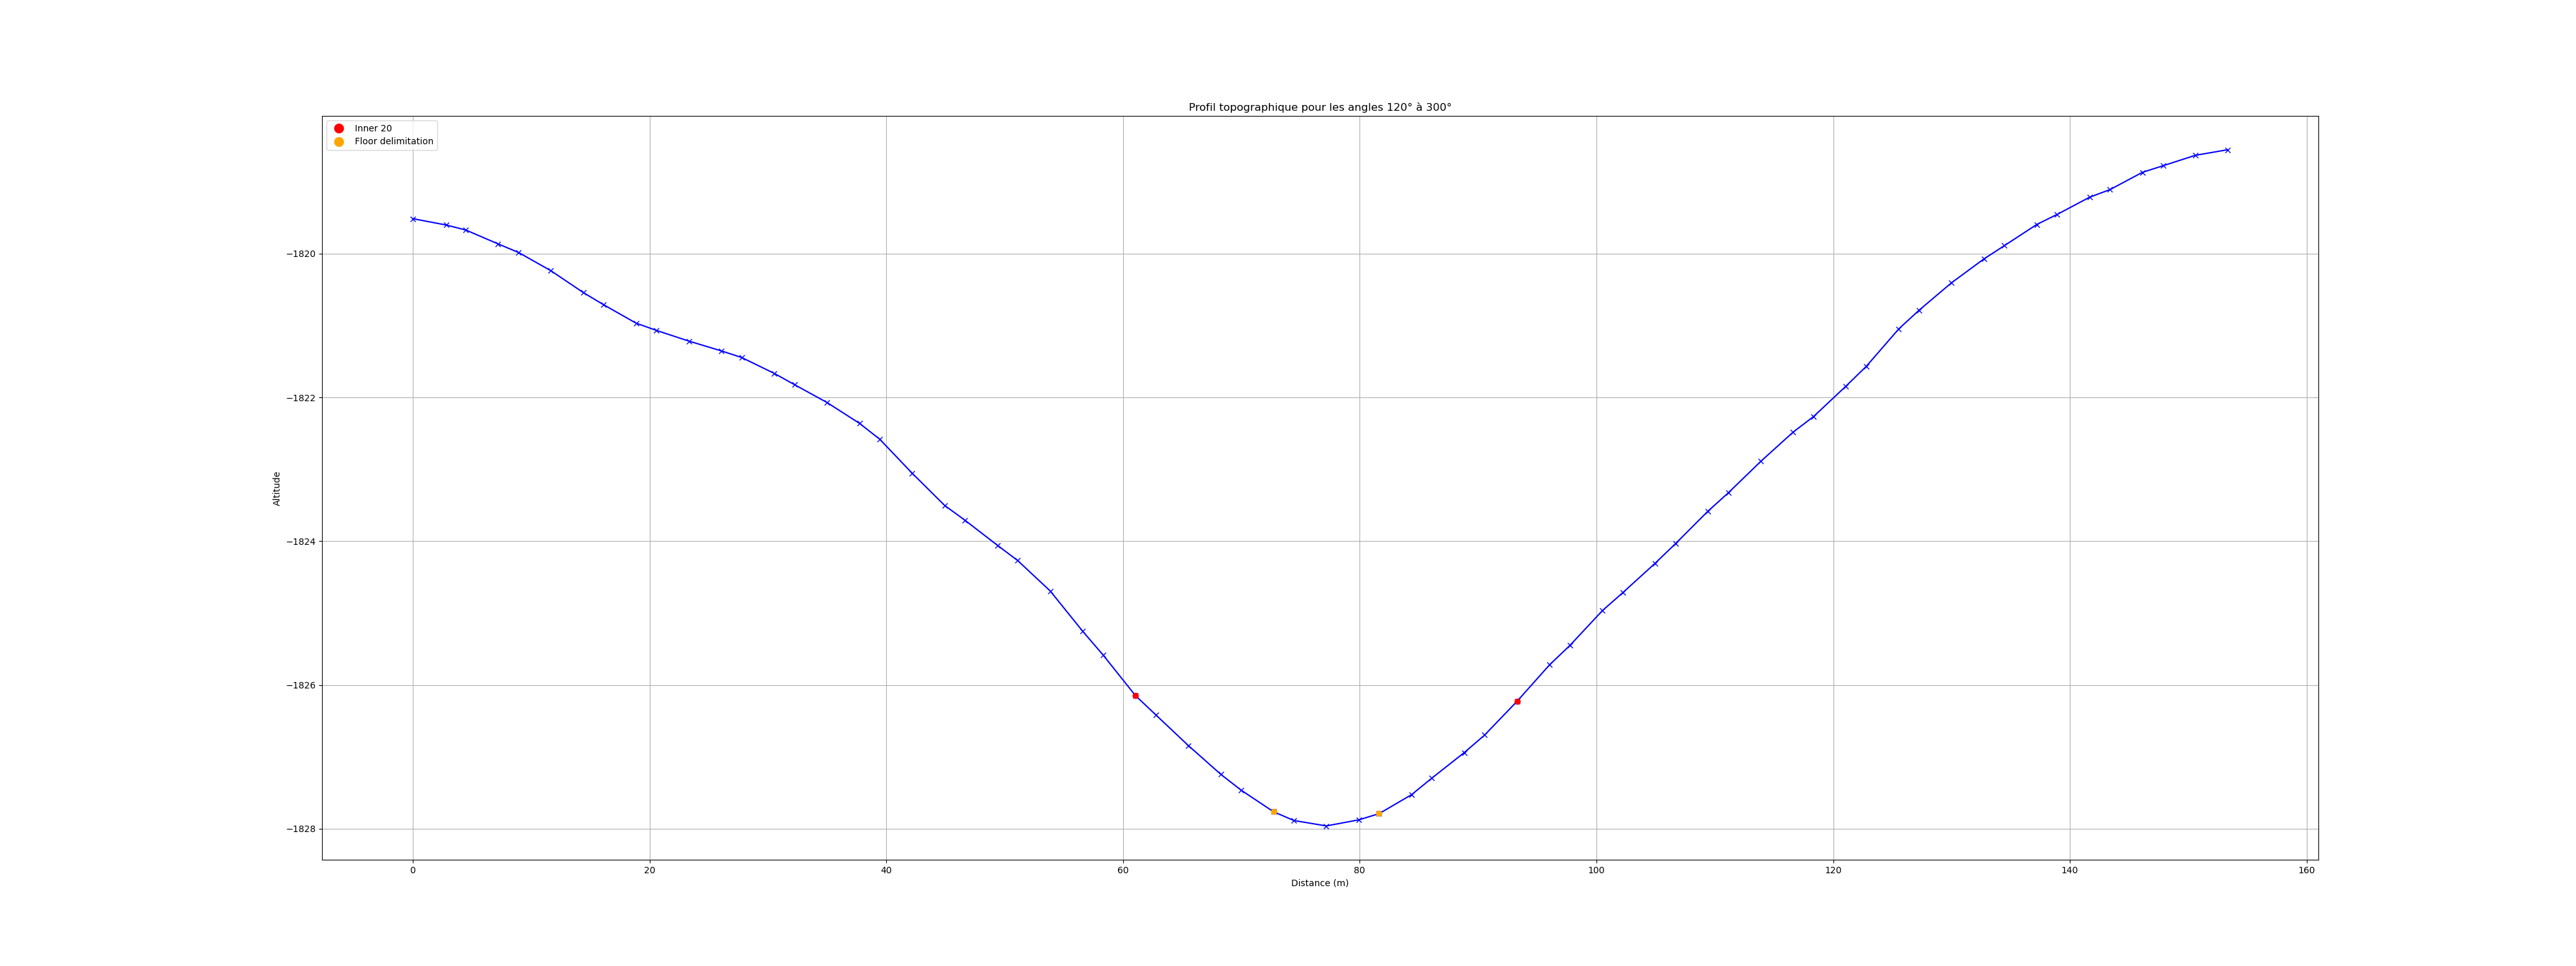 Profil topographique pour les angles 120° à 300°
Inner 20
Floor delimitation
−1820
−1822
−1824
−1826
−1828
Altitude
0 20 40 60 80 100 120 140 160
Distance (m)